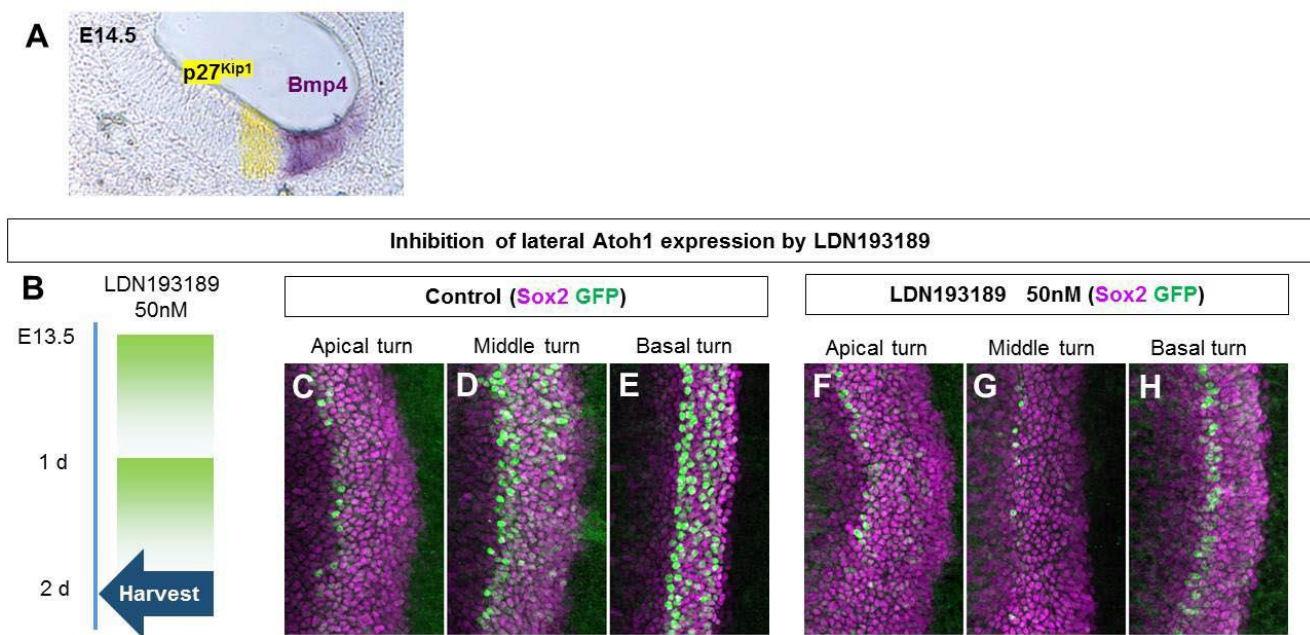 A
E14.5
p27Kip1
Bmp4
Inhibition of lateral Atoh1 expression by LDN193189
B
LDN193189
50nM
E13.5
1 d
2 d
Harvest
Control (Sox2 GFP)
Apical turn Middle turn Basal turn
C D E
LDN193189 50nM (Sox2 GFP)
Apical turn Middle turn Basal turn
F G H